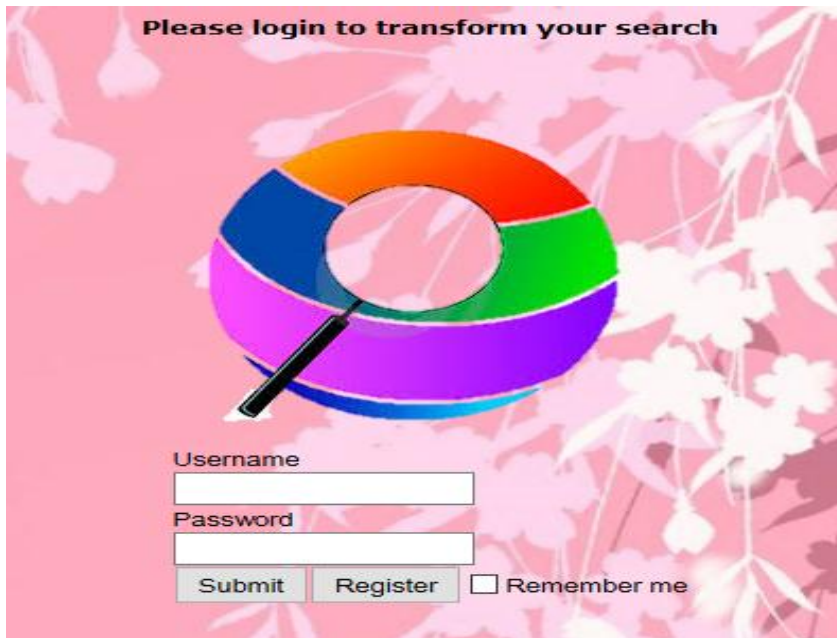 Please login to transform your search
Username
Password
Submit Register Remember me